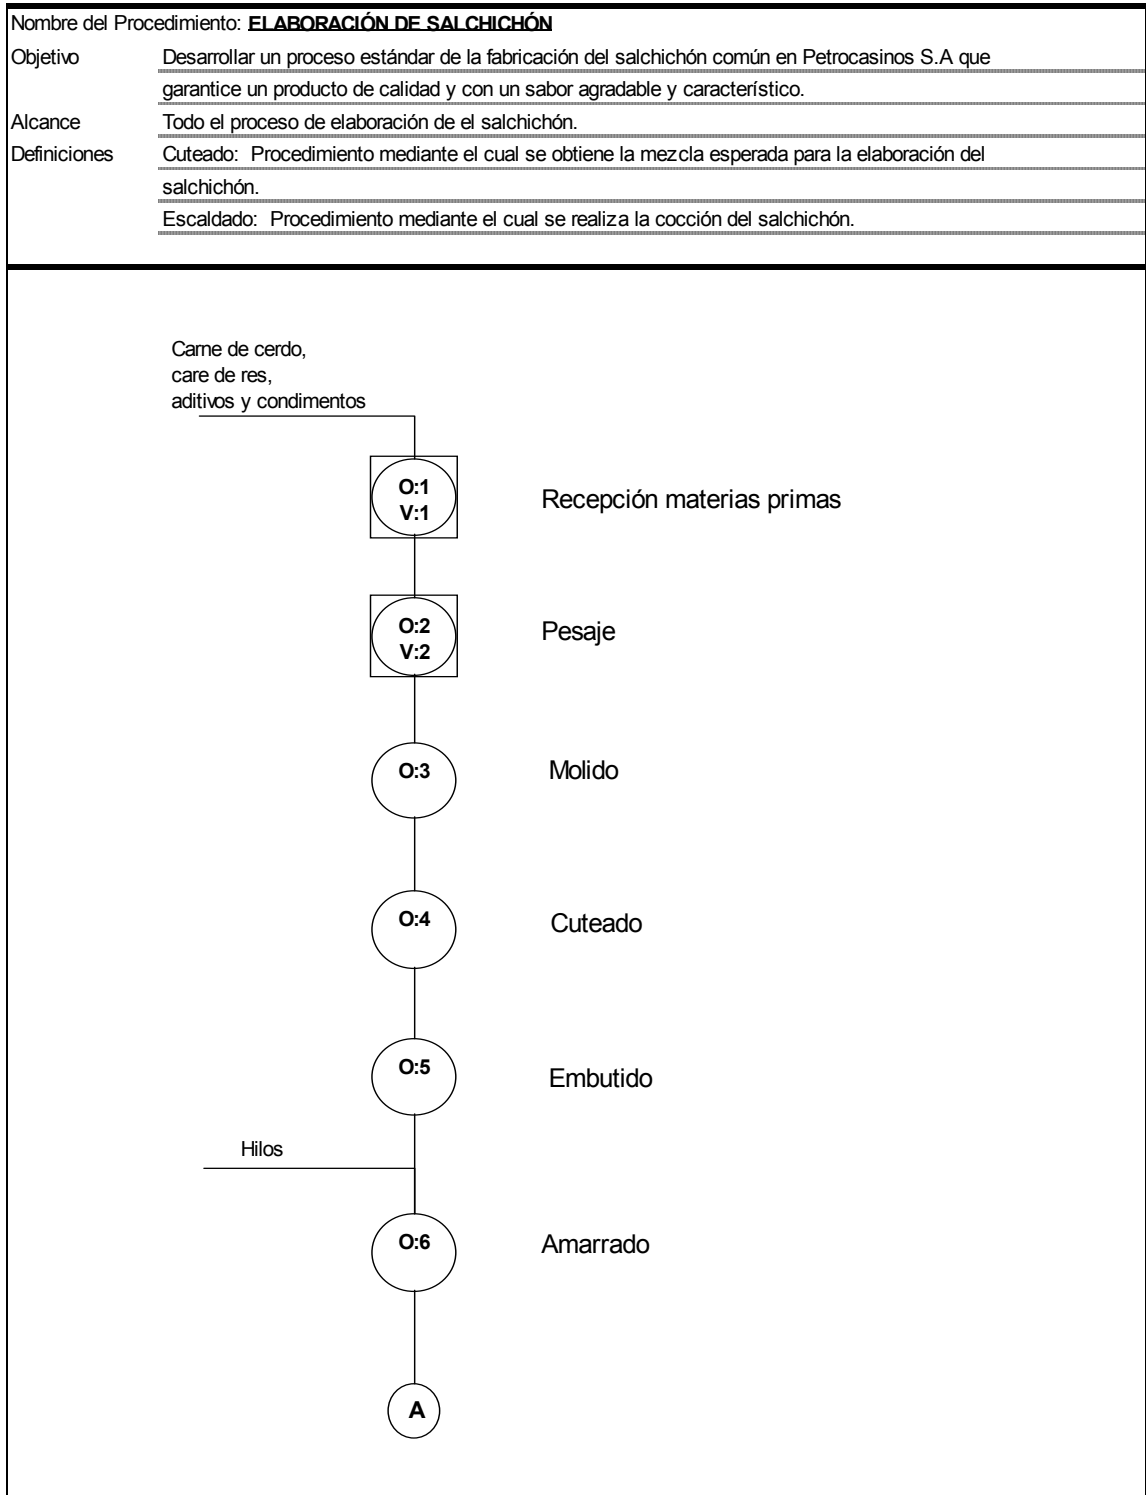 Nombre del Procedimiento: ELABORACIÓN DE SALCHICHÓN
Objetivo Desarrollar un proceso estándar de la fabricación del salchichón común en Petrocasinos S.A que
garantice un producto de calidad y con un sabor agradable y característico.
Alcance Todo el proceso de elaboración de el salchichón.
Definiciones Cuteado: Procedimiento mediante el cual se obtiene la mezcla esperada para la elaboración del
salchichón.
Escaldado: Procedimiento mediante el cual se realiza la cocción del salchichón.
Carne de cerdo,
care de res,
aditivos y condimentos
O:1
V:1
Recepción materias primas
O:2
V:2
Pesaje
O:3 Molido
O:4 Cuteado
O:5 Embutido
Hilos
O:6 Amarrado
A